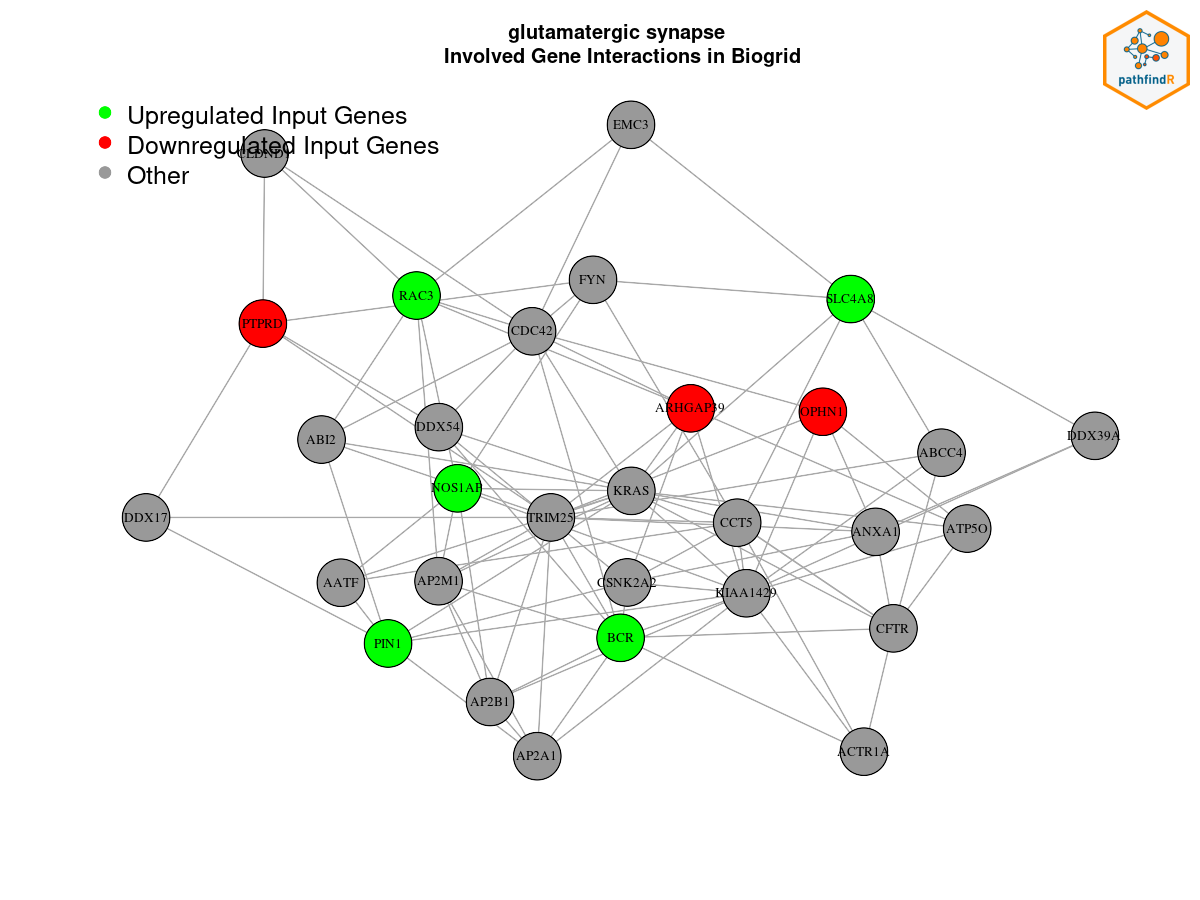 glutamatergic synapse
Involved Gene Interactions in Biogrid
pathfindR
Upregulated Input Genes
Downregulated Input Genes
Other
EMC3
FYN
RAC3
SLC4A8
PTPRD
CDC42
ARHGAP39
OPHN1
DDX54
ABI2
DDX39A
ABCC4
NOS1AP
KRAS
DDX17
TRIM25
CCT5
ANXA1
ATP5O
AATF
AP2M1
CSNK2A2
KIAA1429
CFTR
PIN1
BCR
AP2B1
AP2A1
ACTR1A